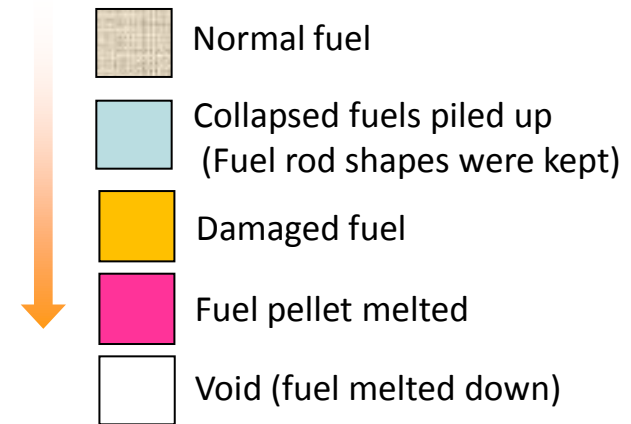 Normal fuel
Collapsed fuels piled up
(Fuel rod shapes were kept)
Damaged fuel
Fuel pellet melted
Void (fuel melted down)